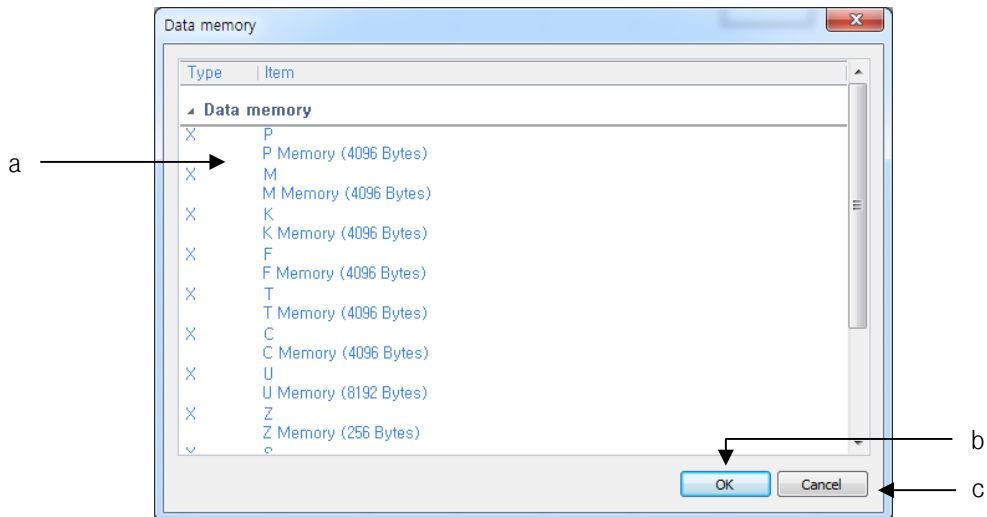 Data memory
Type Item
Data memory
X P
P Memory (4096 Bytes)
a
X M
M Memory (4096 Bytes)
X K
K Memory (4096 Bytes)
X F
F Memory (4096 Bytes)
X T
T Memory (4096 Bytes)
X C
C Memory (4096 Bytes)
X U
U Memory (8192 Bytes)
X Z
Z Memory (256 Bytes)
b
OK Cancel
c